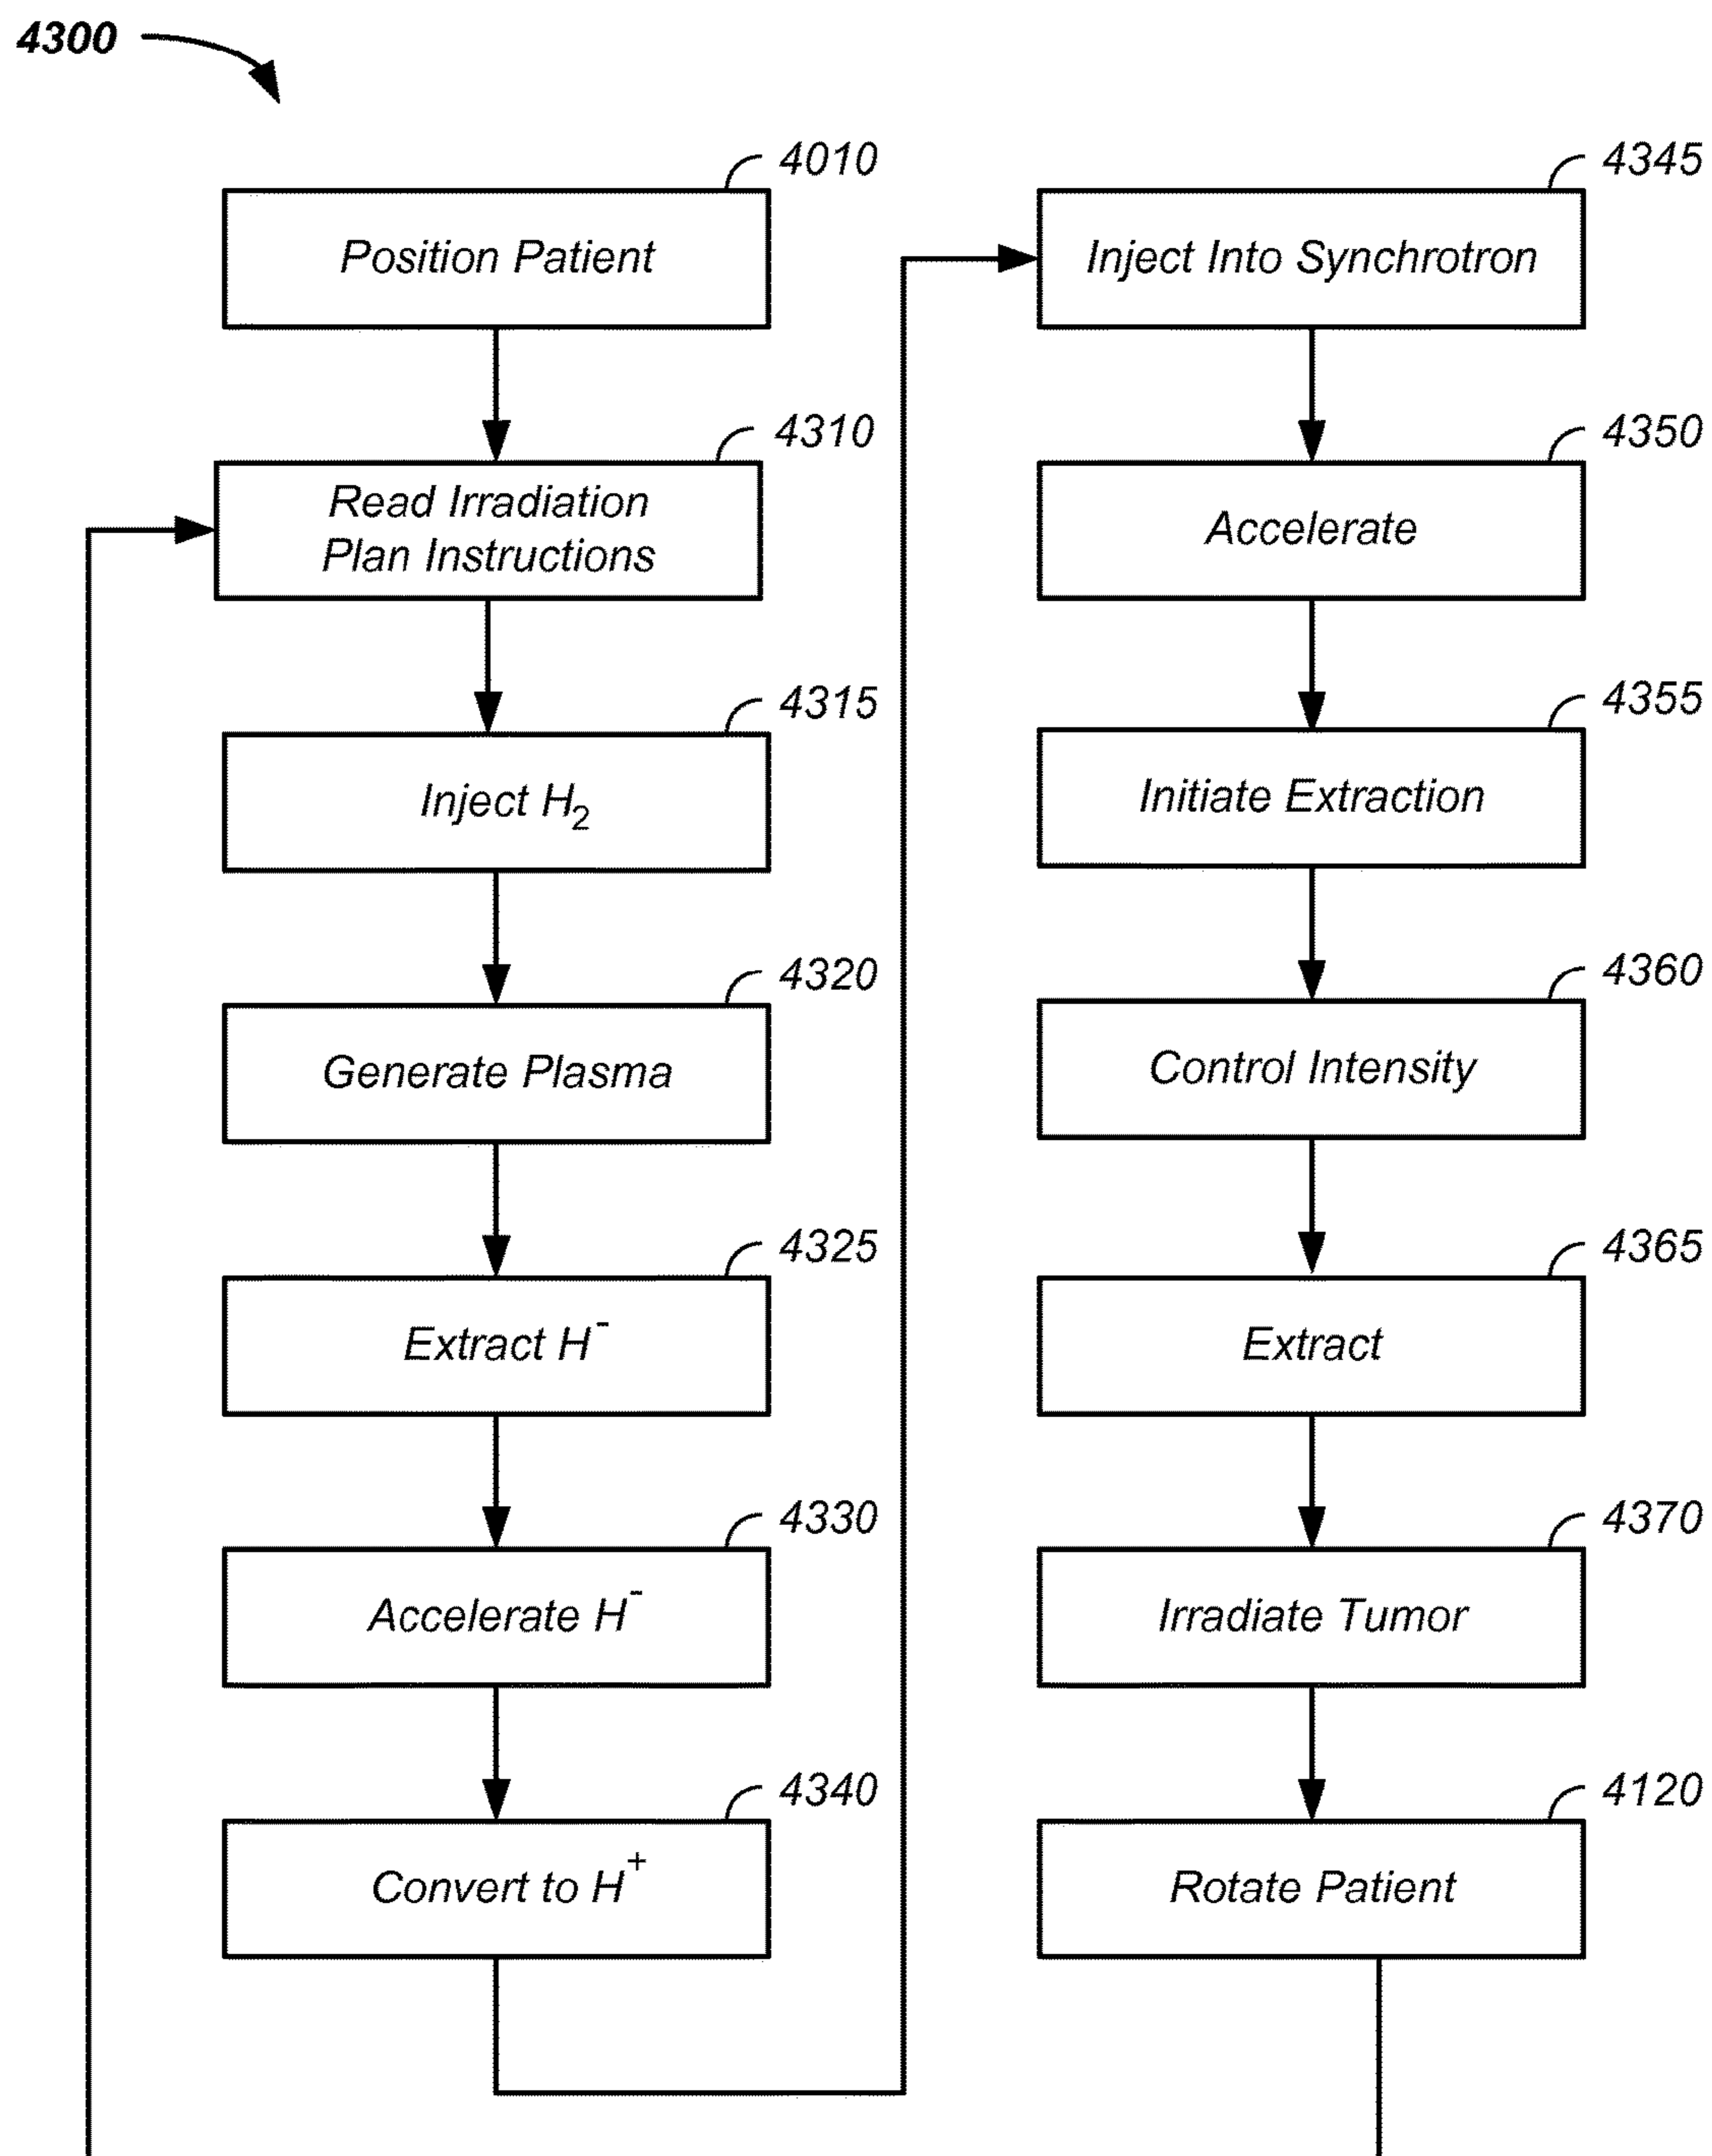 4300
4010
Position Patient
4310
Read Irradiation
Plan Instructions
4315
Inject H₂
4320
Generate Plasma
4325
Extract H⁻
4330
Accelerate H⁻
4340
Convert to H⁺
4345
Inject Into Synchrotron
4350
Accelerate
4355
Initiate Extraction
4360
Control Intensity
4365
Extract
4370
Irradiate Tumor
4120
Rotate Patient